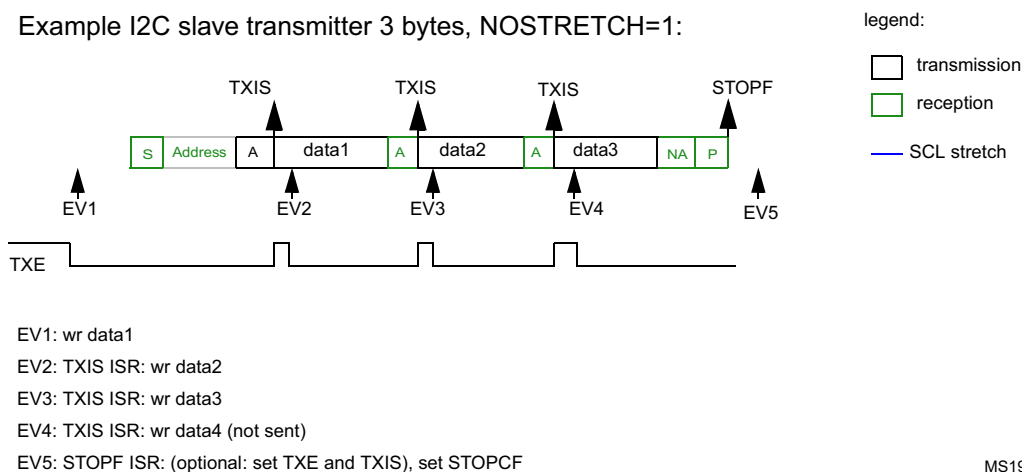 Example I2C slave transmitter 3 bytes, NOSTRETCH=1:
legend:
transmission
reception
SCL stretch
TXIS TXIS TXIS STOPF
S Address A data1 A data2 A data3 NA P
EV1 EV2 EV3 EV4 EV5
TXE
EV1: wr data1
EV2: TXIS ISR: wr data2
EV3: TXIS ISR: wr data3
EV4: TXIS ISR: wr data4 (not sent)
EV5: STOPF ISR: (optional: set TXE and TXIS), set STOPCF
MS19